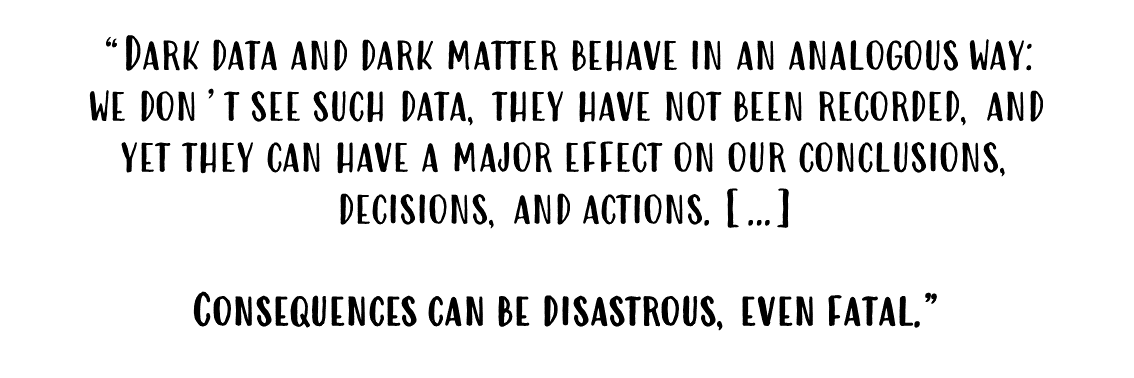 “Dark data and dark matter behave in an analogous way:
we don’t see such data, they have not been recorded, and
yet they can have a major effect on our conclusions,
decisions, and actions. [...]
Consequences can be disastrous, even fatal.”